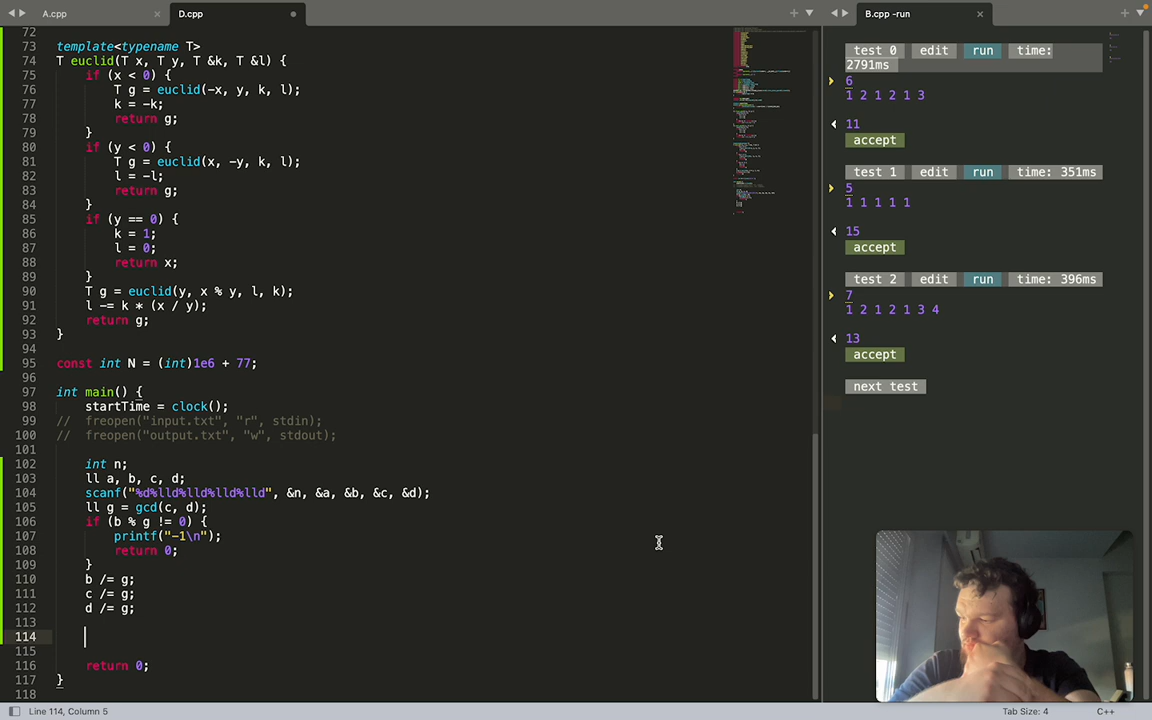 A.cpp ×
D.cpp
B.cpp -run ×
72
73 template<typename T>
74 T euclid(T x, T y, T &k, T &l) {
75 if (x < 0) {
76 T g = euclid(-x, y, k, l);
77 k = -k;
78 return g;
79 }
80 if (y < 0) {
81 T g = euclid(x, -y, k, l);
82 l = -l;
83 return g;
84 }
85 if (y == 0) {
86 k = 1;
87 l = 0;
88 return x;
89 }
90 T g = euclid(y, x % y, l, k);
91 l -= k * (x / y);
92 return g;
93 }
94
95 const int N = (int)1e6 + 77;
96
97 int main() {
98 startTime = clock();
99 // freopen("input.txt", "r", stdin);
100 // freopen("output.txt", "w", stdout);
101
102 int n;
103 ll a, b, c, d;
104 scanf("%d%lld%lld%lld%lld", &n, &a, &b, &c, &d);
105 ll g = gcd(c, d);
106 if (b % g != 0) {
107 printf("-1\n");
108 return 0;
109 }
110 b /= g;
111 c /= g;
112 d /= g;
113
114
115
116 return 0;
117 }
118
test 0 edit run time:
2791ms
6
1 2 1 2 1 3
11
accept
test 1 edit run time: 351ms
5
1 1 1 1 1
15
accept
test 2 edit run time: 396ms
7
1 2 1 2 1 3 4
13
accept
next test
Line 114, Column 5
Tab Size: 4
C++